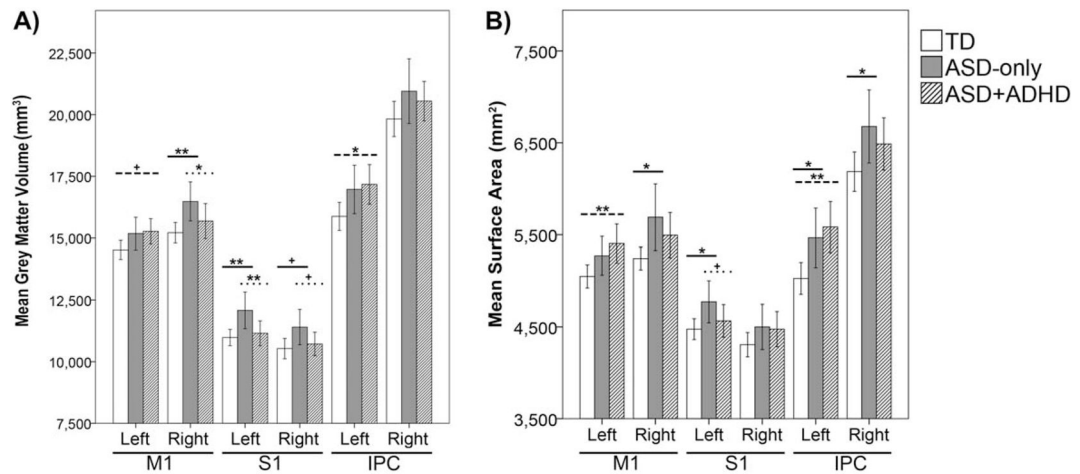 A)
Mean Grey Matter Volume (mm³)
22,500
20,000
17,500
15,000
12,500
10,000
7,500
+
**
*
**
**
+
+
*
Left Right Left Right Left Right
M1 S1 IPC
B)
Mean Surface Area (mm²)
7,500
6,500
5,500
4,500
3,500
**
*
*
+
*
**
*
Left Right Left Right Left Right
M1 S1 IPC
TD
ASD-only
ASD+ADHD